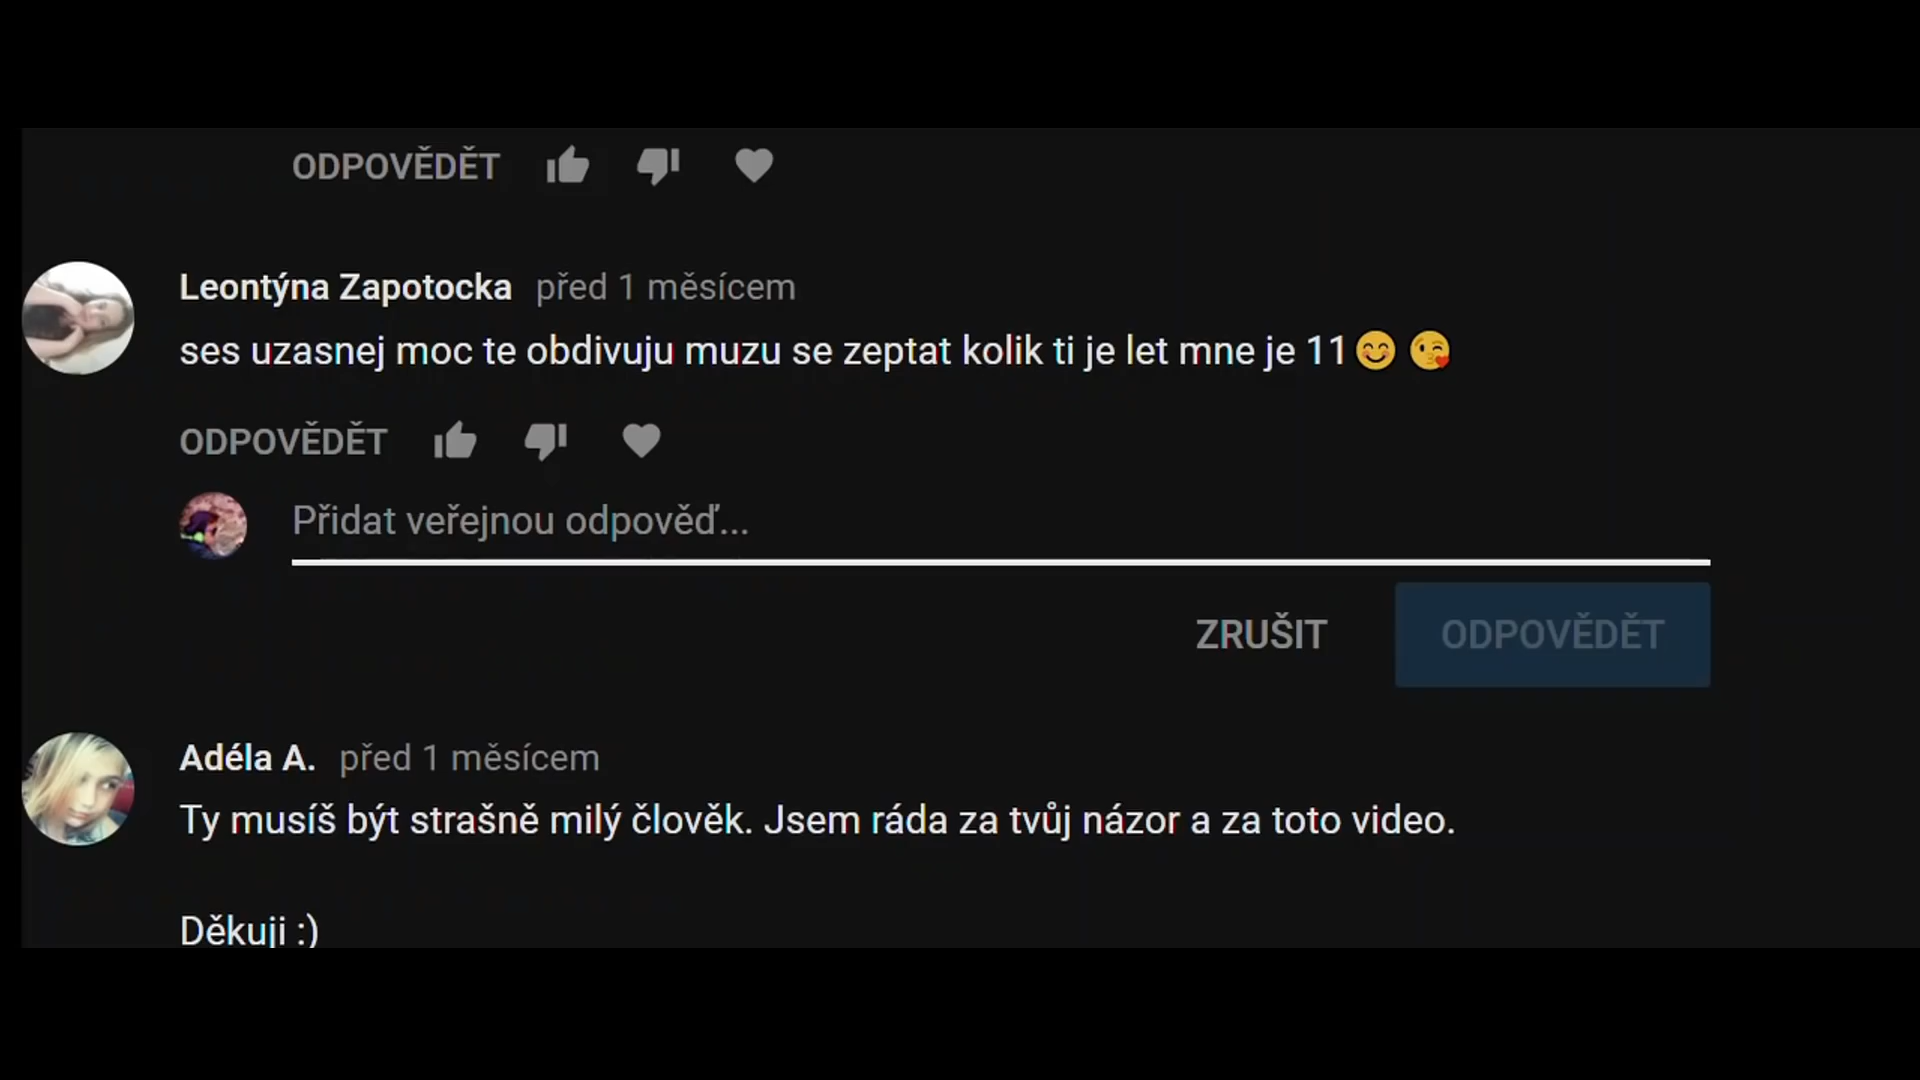 ODPOVĚDĚT
Leontýna Zapotocka před 1 měsícem
ses uzasnej moc te obdivuju muzu se zeptat kolik ti je let mne je 11😊 😘
ODPOVĚDĚT
Přidat veřejnou odpověď...
ZRUŠIT ODPOVĚDĚT
Adéla A. před 1 měsícem
Ty musíš být strašně milý člověk. Jsem ráda za tvůj názor a za toto video.
Děkuji :)